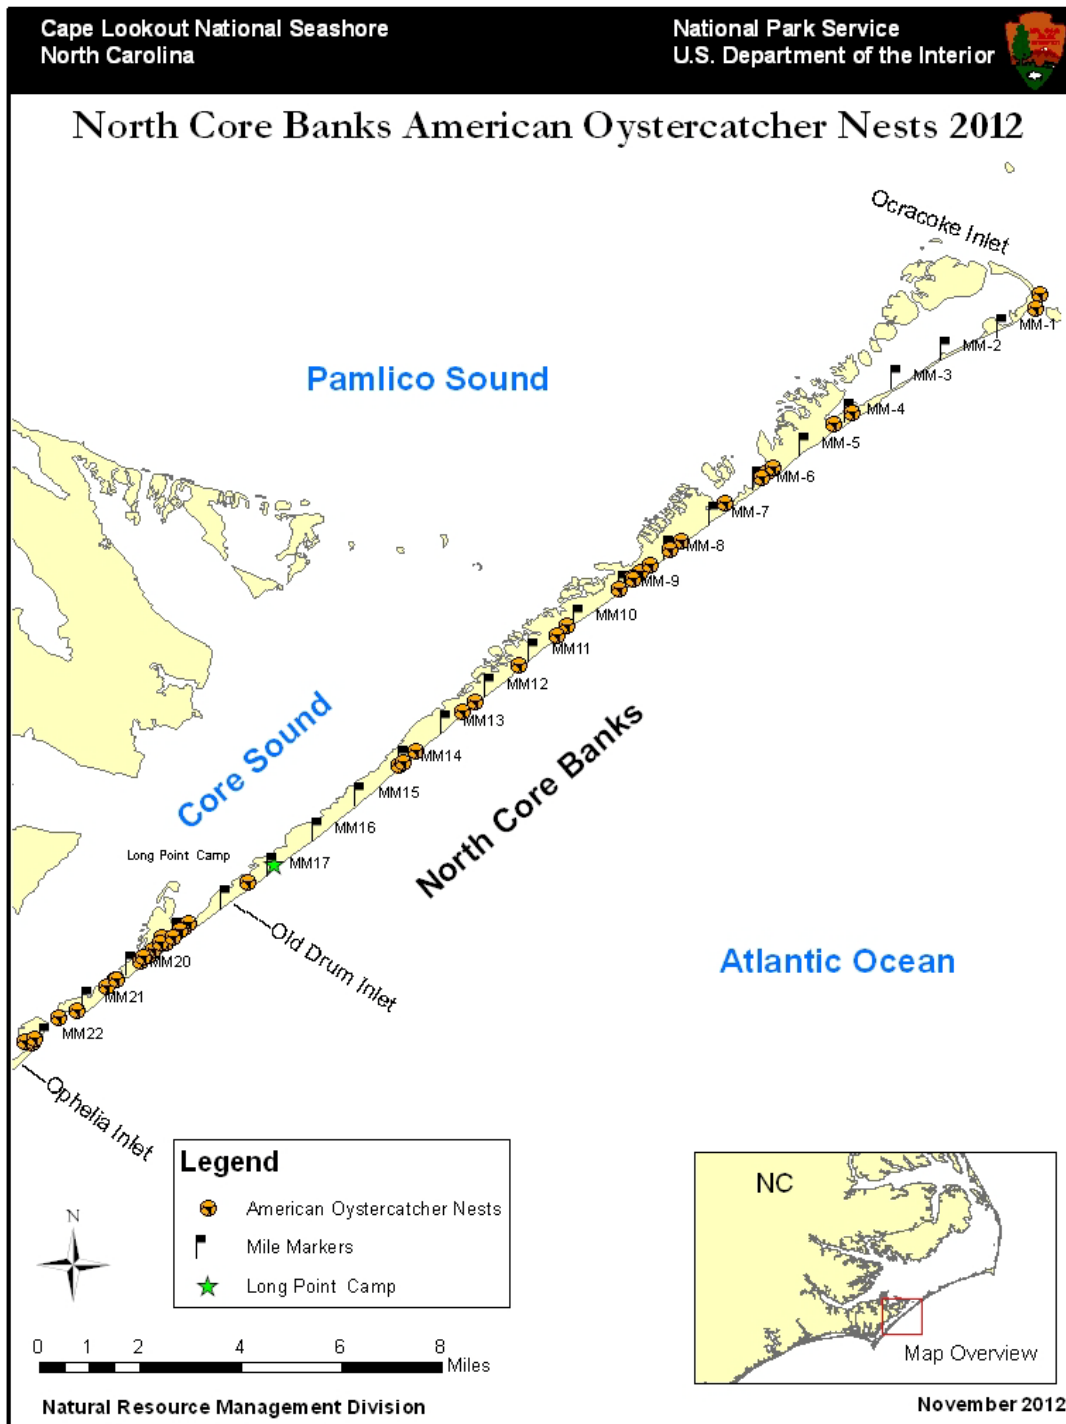 Cape Lookout National Seashore
North Carolina
National Park Service
U.S. Department of the Interior
North Core Banks American Oystercatcher Nests 2012
Ocracoke Inlet
MM-1
MM-2
MM-3
Pamlico Sound
MM-4
MM-5
MM-6
MM-7
MM-8
MM-9
MM10
MM11
MM12
MM13
MM14
Core Sound
North Core Banks
MM15
MM16
Long Point Camp
MM17
Old Drum Inlet
MM20
Atlantic Ocean
MM21
MM22
Ophelia Inlet
Legend
American Oystercatcher Nests
Mile Markers
Long Point Camp
N
NC
Map Overview
0 1 2 4 6 8
Miles
Natural Resource Management Division
November 2012